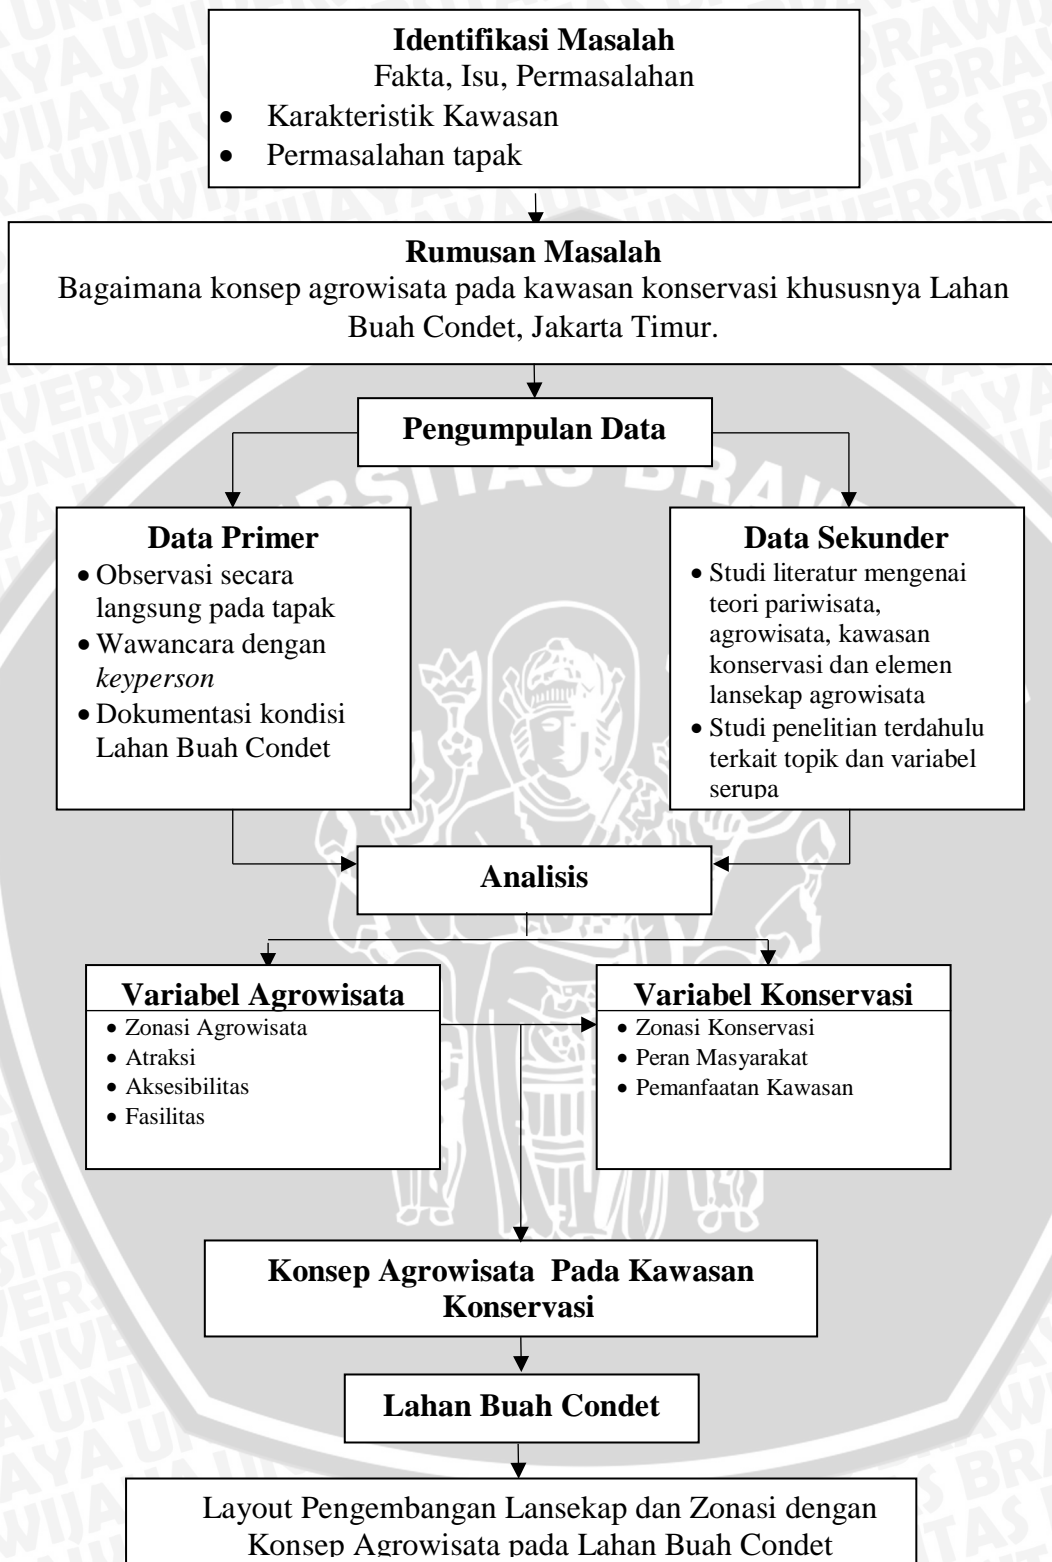 Identifikasi Masalah
Fakta, Isu, Permasalahan
• Karakteristik Kawasan
• Permasalahan tapak
Rumusan Masalah
Bagaimana konsep agrowisata pada kawasan konservasi khususnya Lahan
Buah Condet, Jakarta Timur.
Pengumpulan Data
Data Primer
• Observasi secara
langsung pada tapak
• Wawancara dengan
keyperson
• Dokumentasi kondisi
Lahan Buah Condet
Data Sekunder
• Studi literatur mengenai
teori pariwisata,
agrowisata, kawasan
konservasi dan elemen
lansekap agrowisata
• Studi penelitian terdahulu
terkait topik dan variabel
serupa
Analisis
Variabel Agrowisata
• Zonasi Agrowisata
• Atraksi
• Aksesibilitas
• Fasilitas
Variabel Konservasi
• Zonasi Konservasi
• Peran Masyarakat
• Pemanfaatan Kawasan
Konsep Agrowisata Pada Kawasan
Konservasi
Lahan Buah Condet
Layout Pengembangan Lansekap dan Zonasi dengan
Konsep Agrowisata pada Lahan Buah Condet